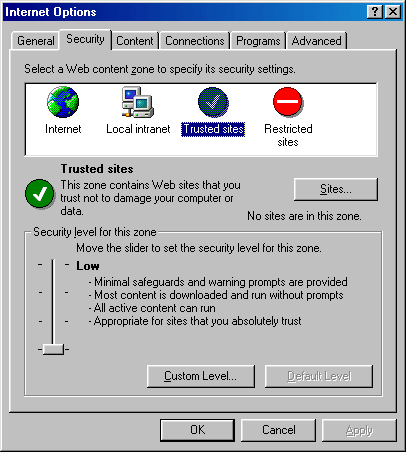 Internet Options
General Security Content Connections Programs Advanced
Select a Web content zone to specify its security settings.
Internet Local intranet Trusted sites Restricted
sites
Trusted sites
This zone contains Web sites that you
trust not to damage your computer or
data.
Sites...
No sites are in this zone.
Security level for this zone
Move the slider to set the security level for this zone.
Low
- Minimal safeguards and warning prompts are provided
- Most content is downloaded and run without prompts
- All active content can run
- Appropriate for sites that you absolutely trust
Custom Level... Default Level
OK Cancel Apply